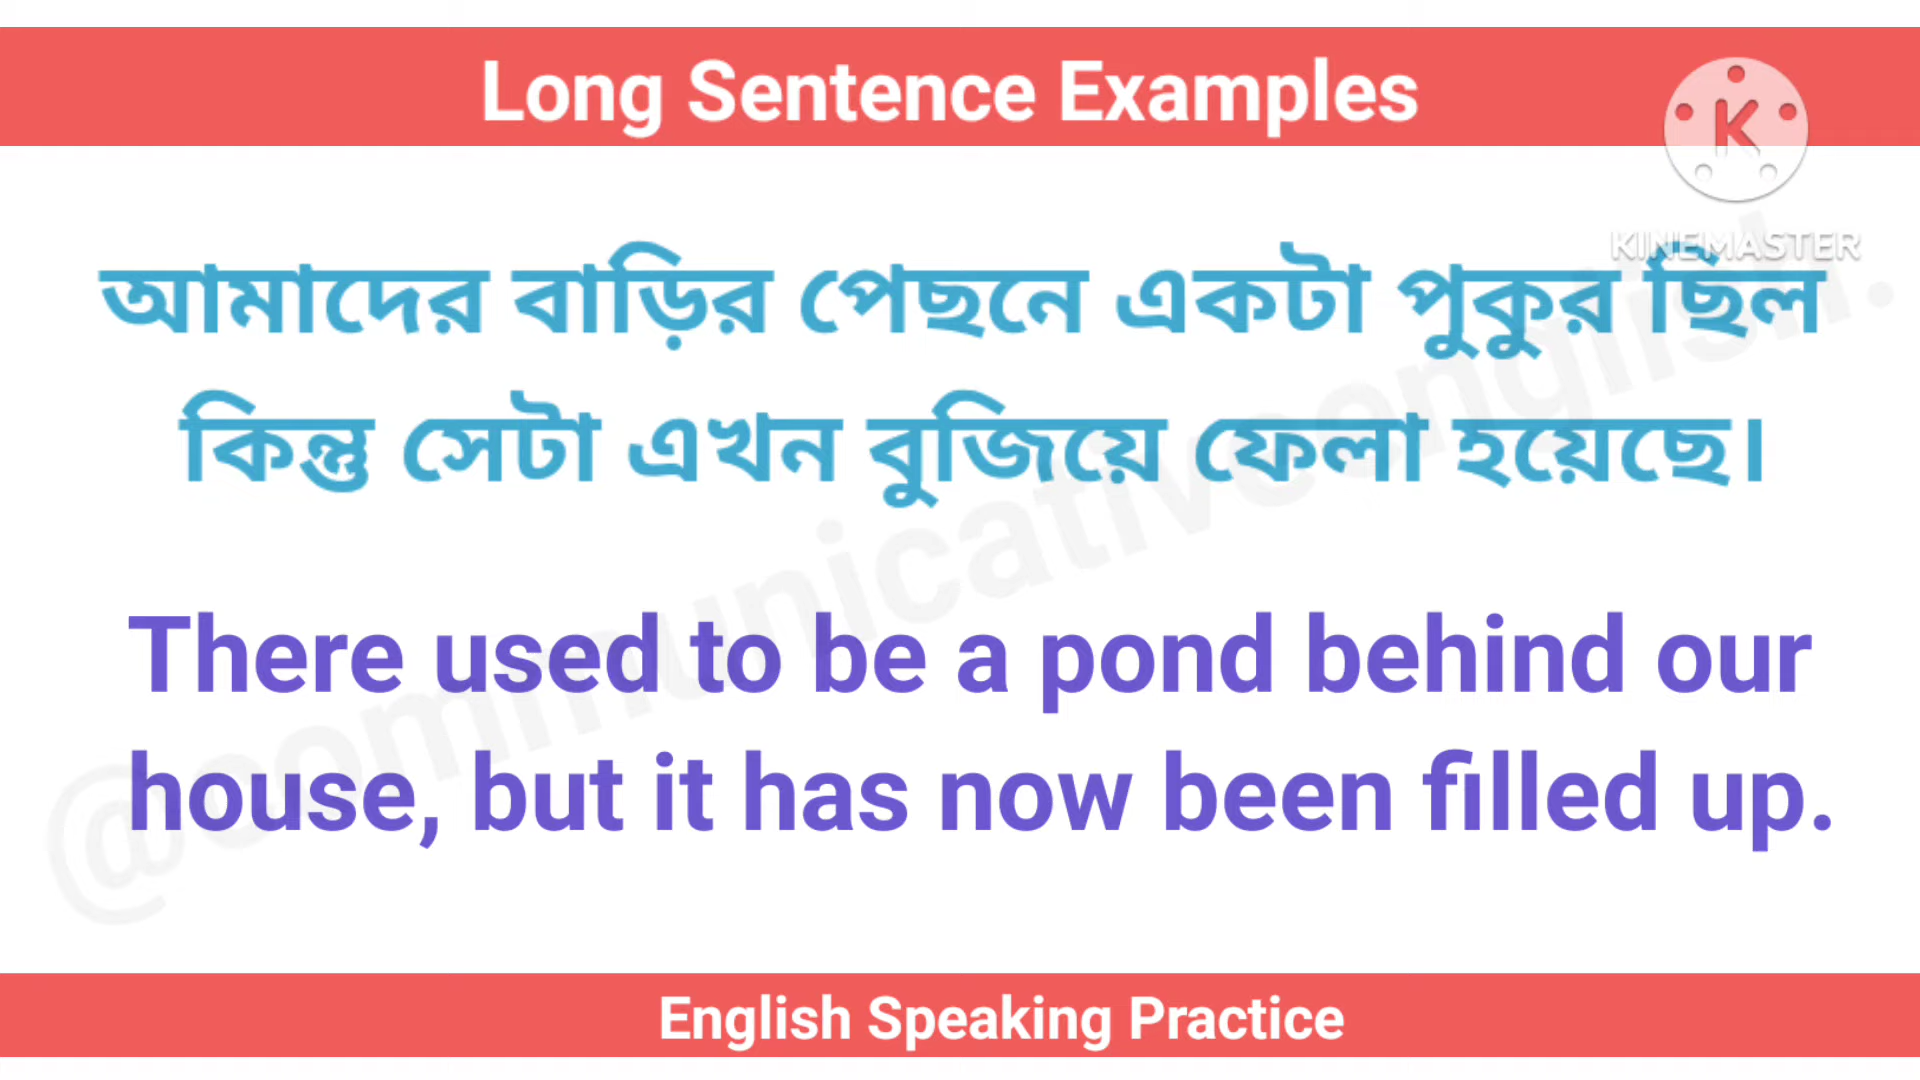 Long Sentence Examples
KINEMASTER
আমাদের বাড়ির পেছনে একটা পুকুর ছিল
কিন্তু সেটা এখন বুজিয়ে ফেলা হয়েছে।
There used to be a pond behind our
house, but it has now been filled up.
@communicativeenglish.
English Speaking Practice